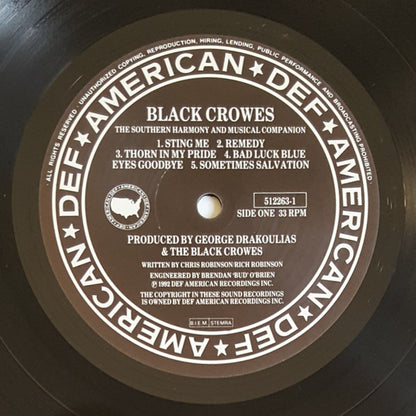 ALL RIGHTS RESERVED · UNAUTHORIZED COPYING, REPRODUCTION, HIRING, LENDING, PUBLIC PERFORMANCE AND BROADCASTING PROHIBITED ·
DEF★AMERICAN★DEF★AMERICAN★DEF★AMERICAN★DEF★AMERICAN
BLACK CROWES
THE SOUTHERN HARMONY AND MUSICAL COMPANION
1. STING ME 2. REMEDY
3. THORN IN MY PRIDE 4. BAD LUCK BLUE
EYES GOODBYE 5. SOMETIMES SALVATION
512263-1
SIDE ONE 33 RPM
PRODUCED BY GEORGE DRAKOULIAS
& THE BLACK CROWES
WRITTEN BY CHRIS ROBINSON/RICH ROBINSON
ENGINEERED BY BRENDAN 'BUD' O'BRIEN
℗ 1992 DEF AMERICAN RECORDINGS INC.
THE COPYRIGHT IN THESE SOUND RECORDINGS
IS OWNED BY DEF AMERICAN RECORDINGS INC.
B.I.E.M. STEMRA